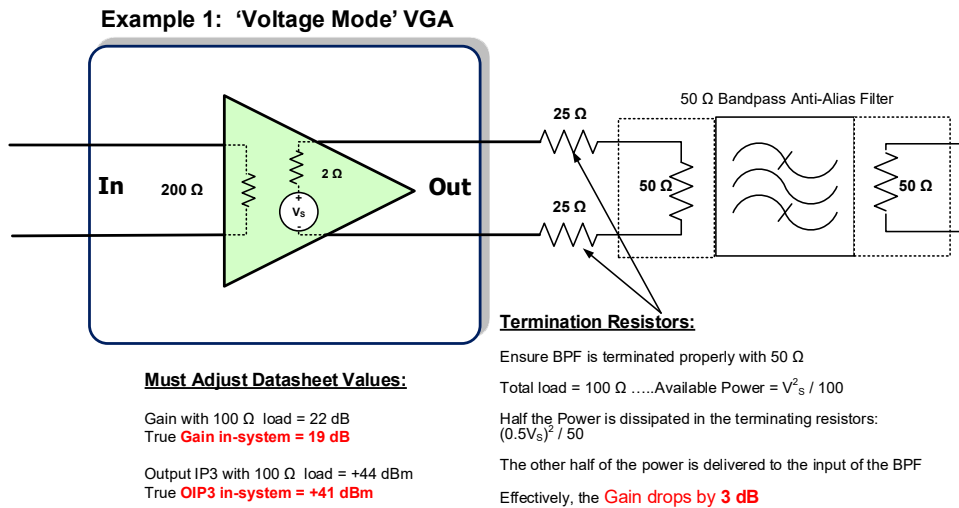 Example 1: ‘Voltage Mode’ VGA
50 Ω Bandpass Anti-Alias Filter
25 Ω
In
200 Ω
2 Ω
+
Vs
-
Out
50 Ω
50 Ω
25 Ω
Termination Resistors:
Ensure BPF is terminated properly with 50 Ω
Total load = 100 Ω …..Available Power = V²s / 100
Half the Power is dissipated in the terminating resistors:
(0.5Vs)² / 50
The other half of the power is delivered to the input of the BPF
Effectively, the Gain drops by 3 dB
Must Adjust Datasheet Values:
Gain with 100 Ω load = 22 dB
True Gain in-system = 19 dB
Output IP3 with 100 Ω load = +44 dBm
True OIP3 in-system = +41 dBm